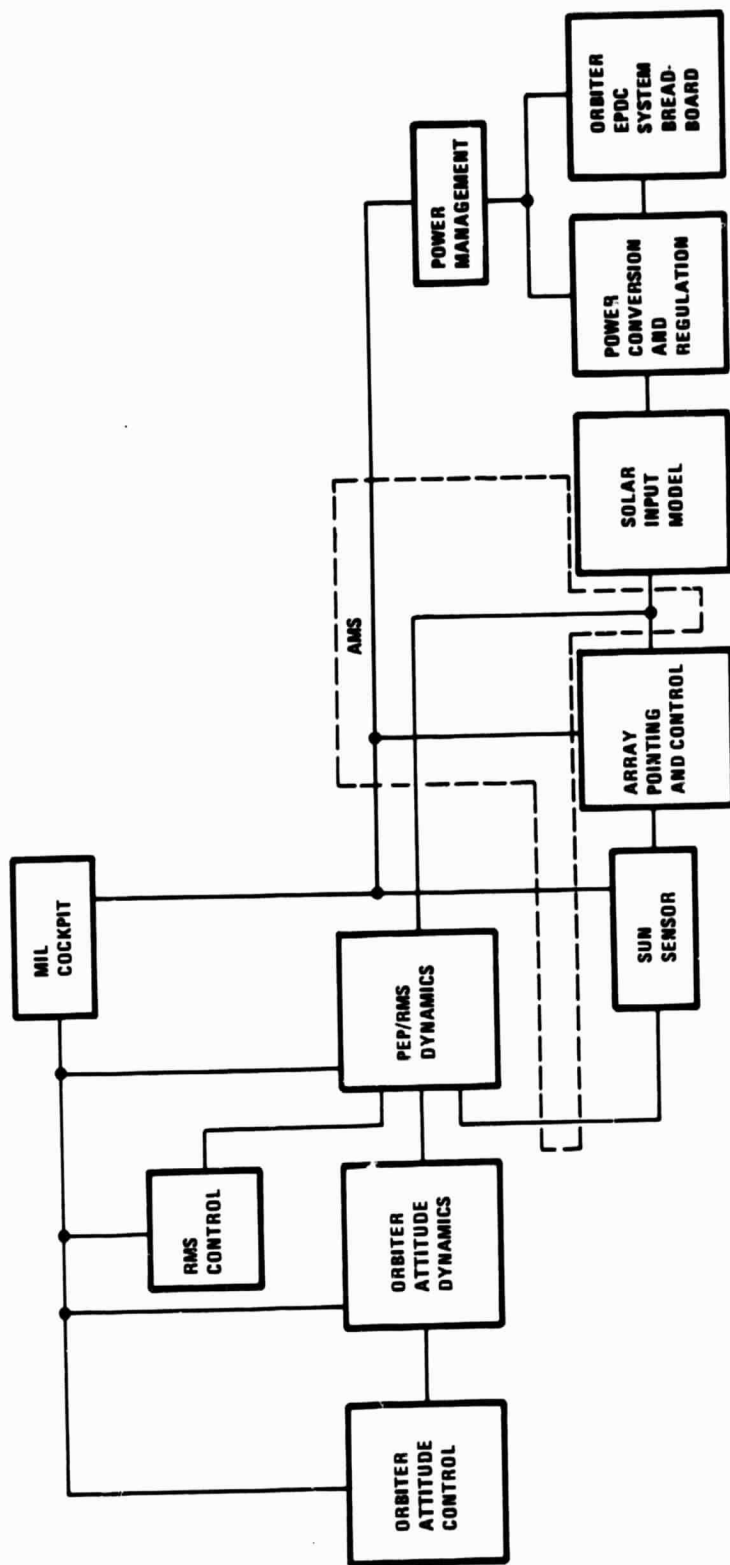 MIL
COCKPIT
RMS
CONTROL
ORBITER
ATTITUDE
CONTROL
ORBITER
ATTITUDE
DYNAMICS
PEP/RMS
DYNAMICS
AMS
POWER
MANAGEMENT
SUN
SENSOR
ARRAY
POINTING
AND CONTROL
SOLAR
INPUT
MODEL
POWER
CONVERSION
AND
REGULATION
ORBITER
EPDC
SYSTEM
BREAD-
BOARD